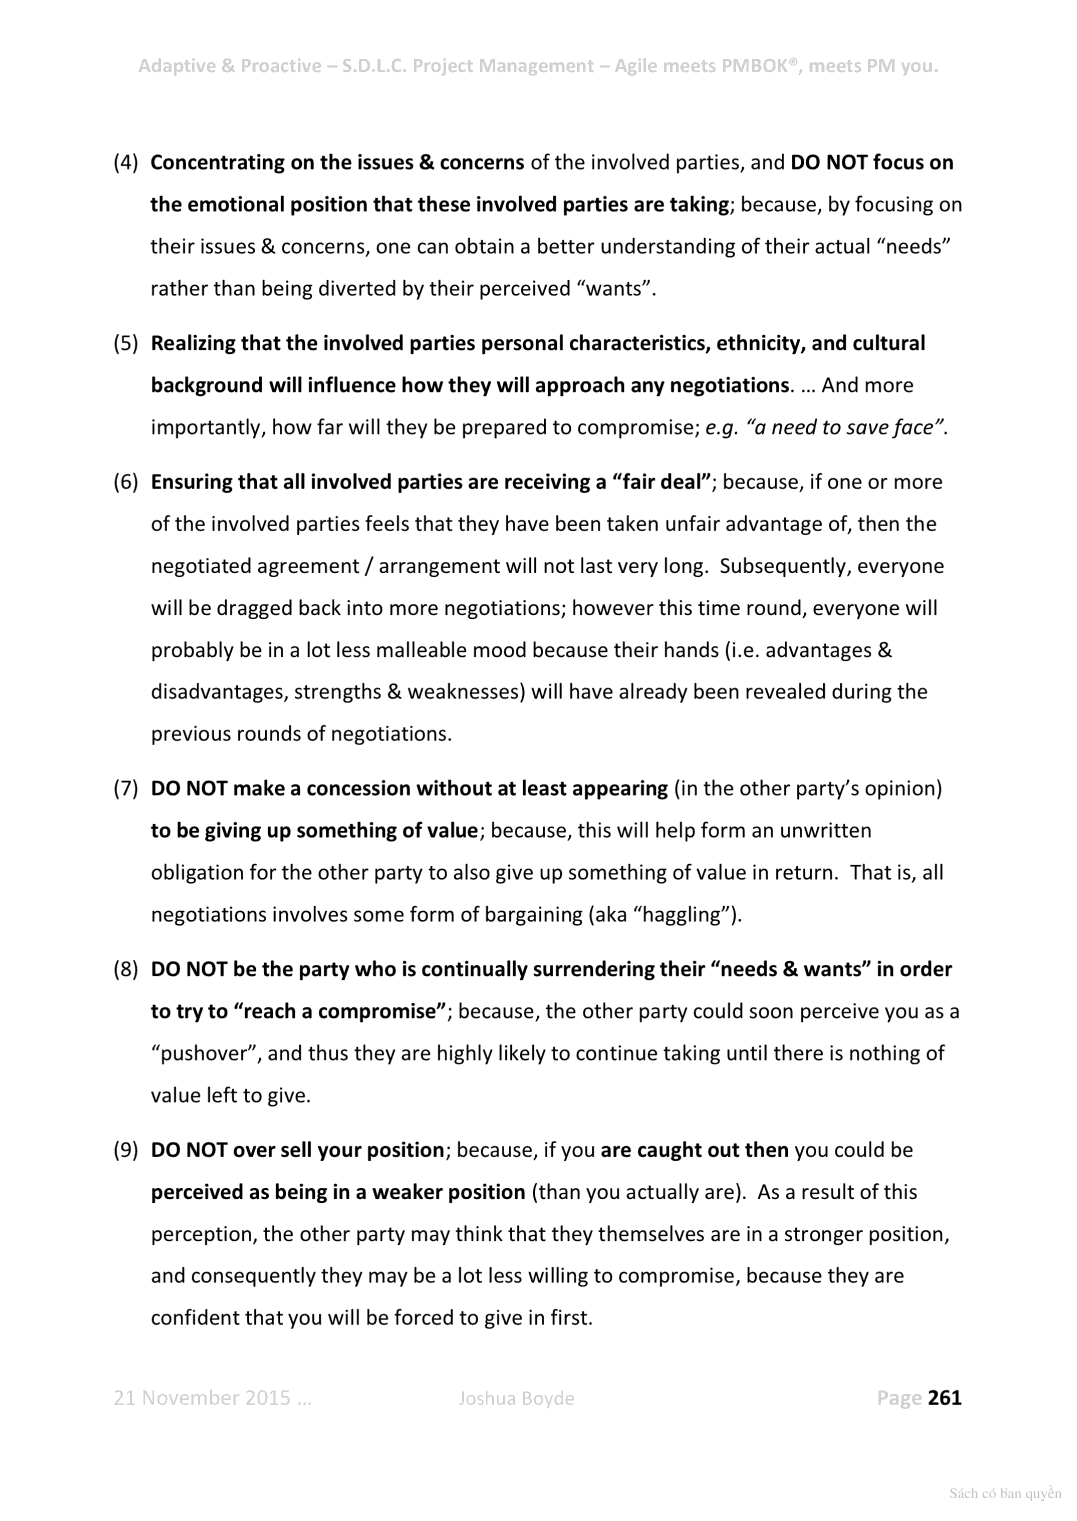 Adaptive & Proactive – S.D.L.C. Project Management – Agile meets PMBOK®, meets PM you.
(4) Concentrating on the issues & concerns of the involved parties, and DO NOT focus on
the emotional position that these involved parties are taking; because, by focusing on
their issues & concerns, one can obtain a better understanding of their actual “needs”
rather than being diverted by their perceived “wants”.
(5) Realizing that the involved parties personal characteristics, ethnicity, and cultural
background will influence how they will approach any negotiations. … And more
importantly, how far will they be prepared to compromise; e.g. “a need to save face”.
(6) Ensuring that all involved parties are receiving a “fair deal”; because, if one or more
of the involved parties feels that they have been taken unfair advantage of, then the
negotiated agreement / arrangement will not last very long.  Subsequently, everyone
will be dragged back into more negotiations; however this time round, everyone will
probably be in a lot less malleable mood because their hands (i.e. advantages &
disadvantages, strengths & weaknesses) will have already been revealed during the
previous rounds of negotiations.
(7) DO NOT make a concession without at least appearing (in the other party’s opinion)
to be giving up something of value; because, this will help form an unwritten
obligation for the other party to also give up something of value in return.  That is, all
negotiations involves some form of bargaining (aka “haggling”).
(8) DO NOT be the party who is continually surrendering their “needs & wants” in order
to try to “reach a compromise”; because, the other party could soon perceive you as a
“pushover”, and thus they are highly likely to continue taking until there is nothing of
value left to give.
(9) DO NOT over sell your position; because, if you are caught out then you could be
perceived as being in a weaker position (than you actually are).  As a result of this
perception, the other party may think that they themselves are in a stronger position,
and consequently they may be a lot less willing to compromise, because they are
confident that you will be forced to give in first.
21 November 2015 … Joshua Boyde Page 261
Sách có bản quyền